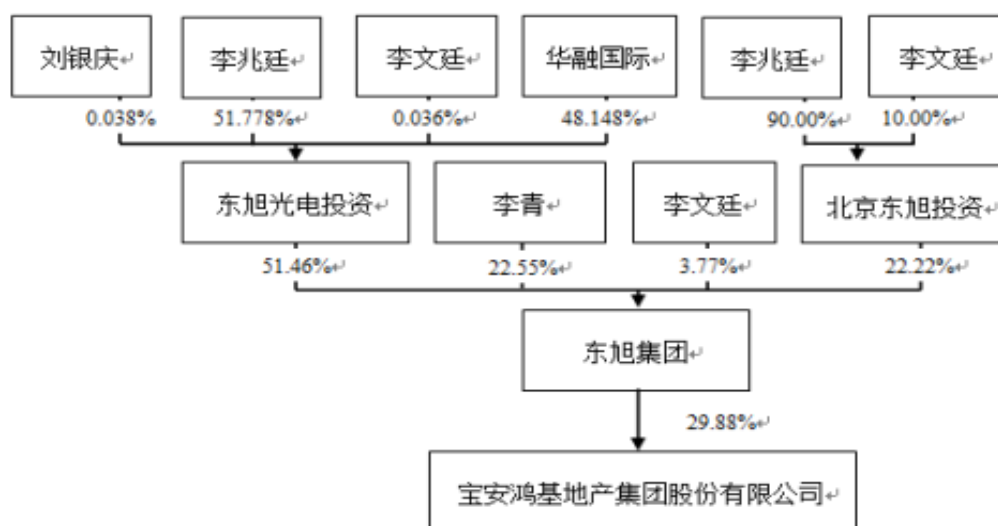 刘银庆 李兆廷 李文廷 华融国际 李兆廷 李文廷
0.038% 51.778% 0.036% 48.148% 90.00% 10.00%
东旭光电投资 李青 李文廷 北京东旭投资
51.46% 22.55% 3.77% 22.22%
东旭集团
29.88%
宝安鸿基地产集团股份有限公司